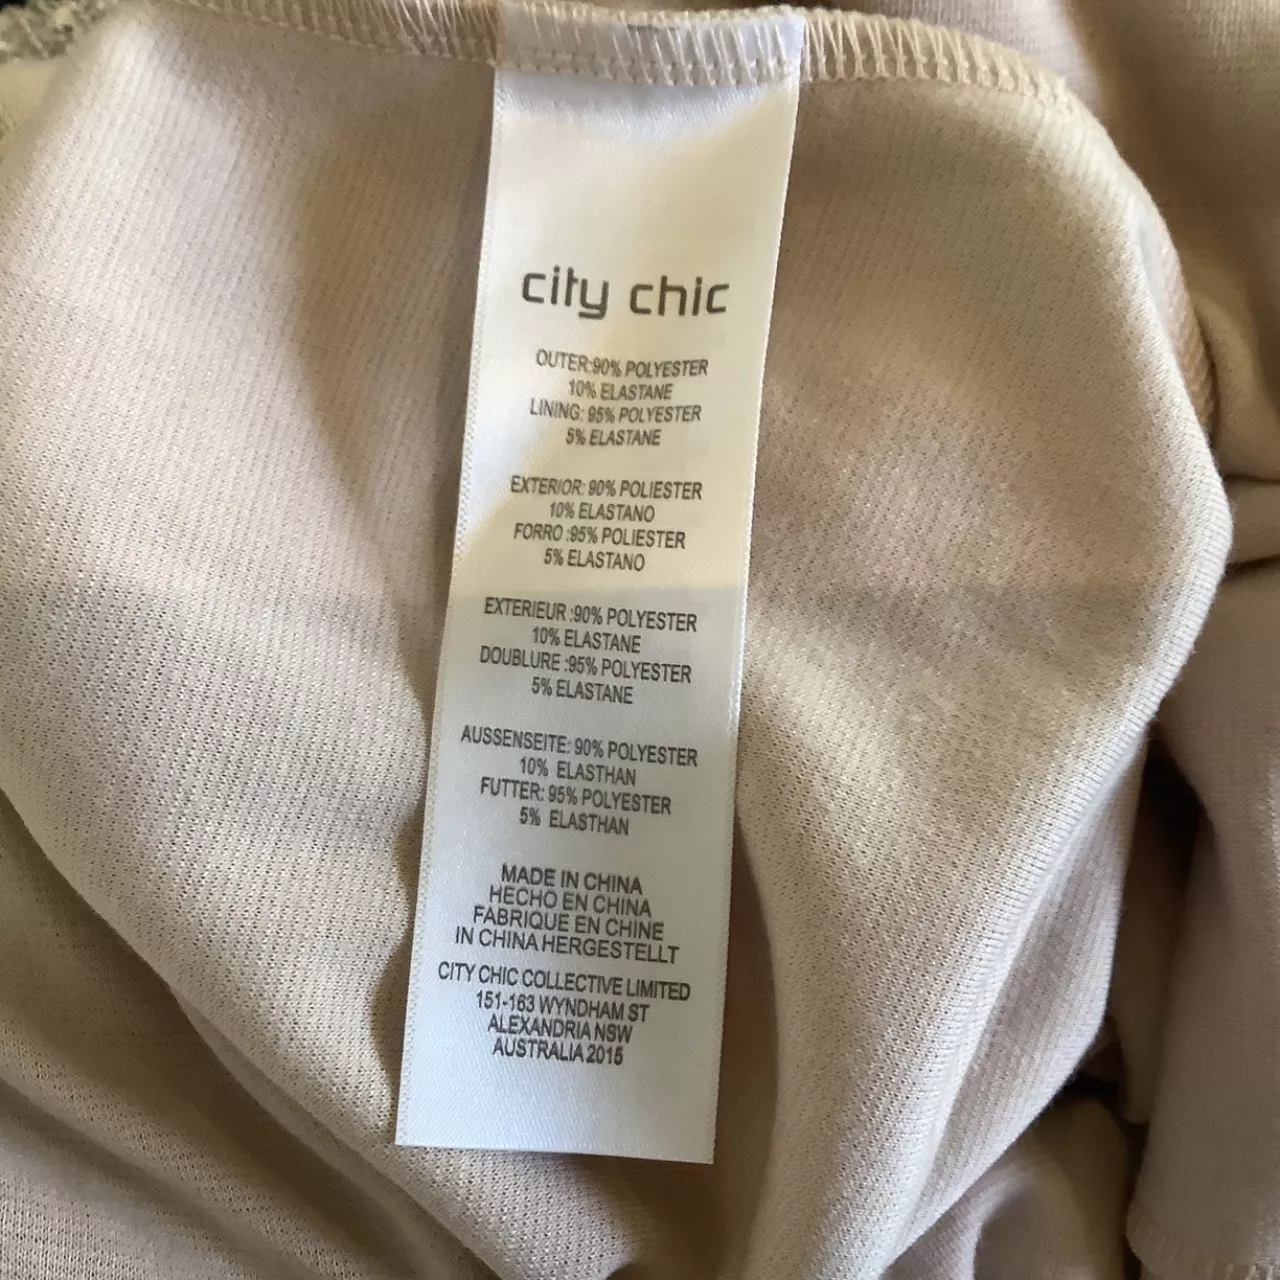 city chic
OUTER:90% POLYESTER
10% ELASTANE
LINING: 95% POLYESTER
5% ELASTANE
EXTERIOR: 90% POLIESTER
10% ELASTANO
FORRO :95% POLIESTER
5% ELASTANO
EXTERIEUR :90% POLYESTER
10% ELASTANE
DOUBLURE :95% POLYESTER
5% ELASTANE
AUSSENSEITE: 90% POLYESTER
10% ELASTHAN
FUTTER: 95% POLYESTER
5% ELASTHAN
MADE IN CHINA
HECHO EN CHINA
FABRIQUE EN CHINE
IN CHINA HERGESTELLT
CITY CHIC COLLECTIVE LIMITED
151-163 WYNDHAM ST
ALEXANDRIA NSW
AUSTRALIA 2015